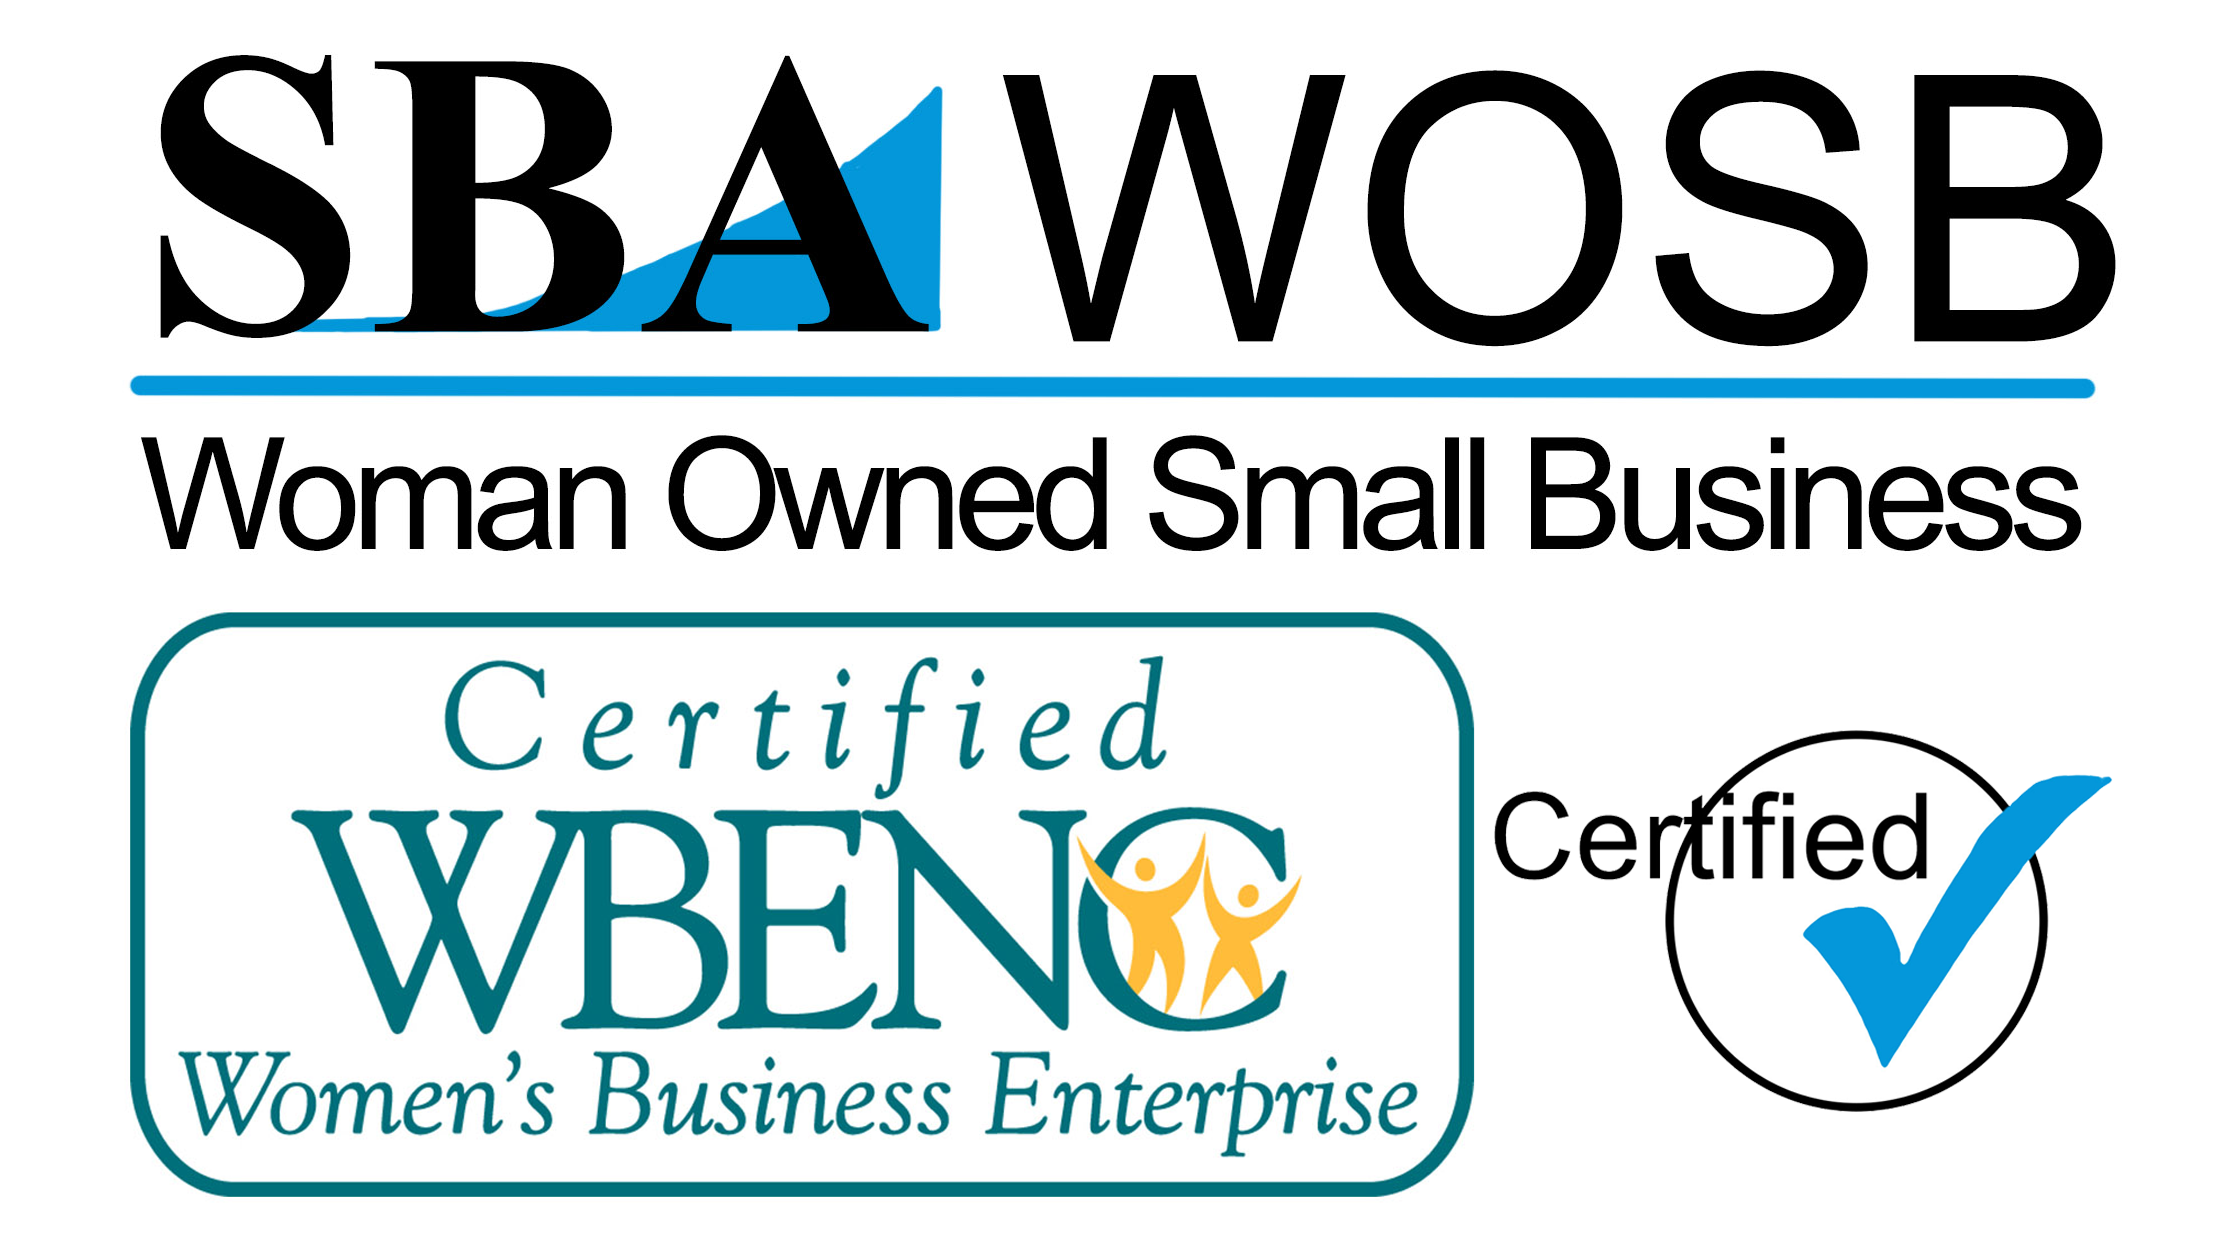 SBA WOSB
Woman Owned Small Business
Certified
WBENC
Women's Business Enterprise
Certified